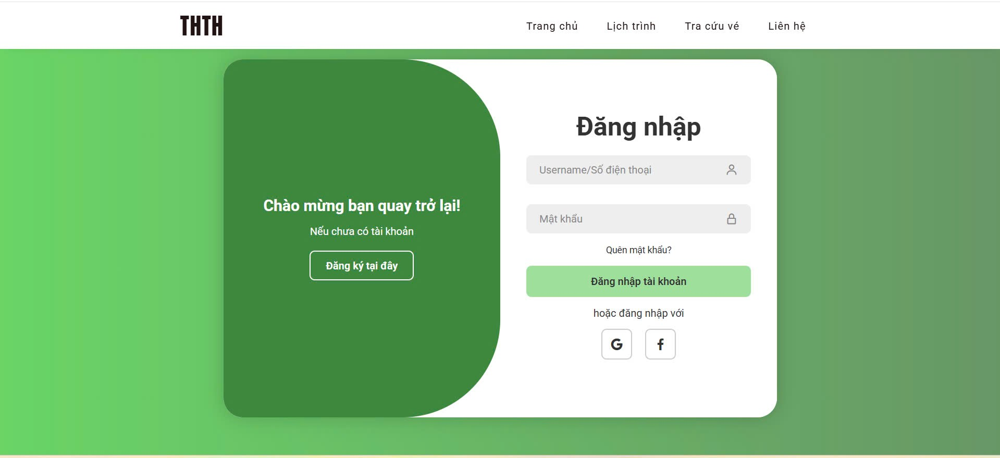 THTH
Trang chủ
Lịch trình
Tra cứu vé
Liên hệ
Chào mừng bạn quay trở lại!
Nếu chưa có tài khoản
Đăng ký tại đây
Đăng nhập
Username/Số điện thoại
Mật khẩu
Quên mật khẩu?
Đăng nhập tài khoản
hoặc đăng nhập với